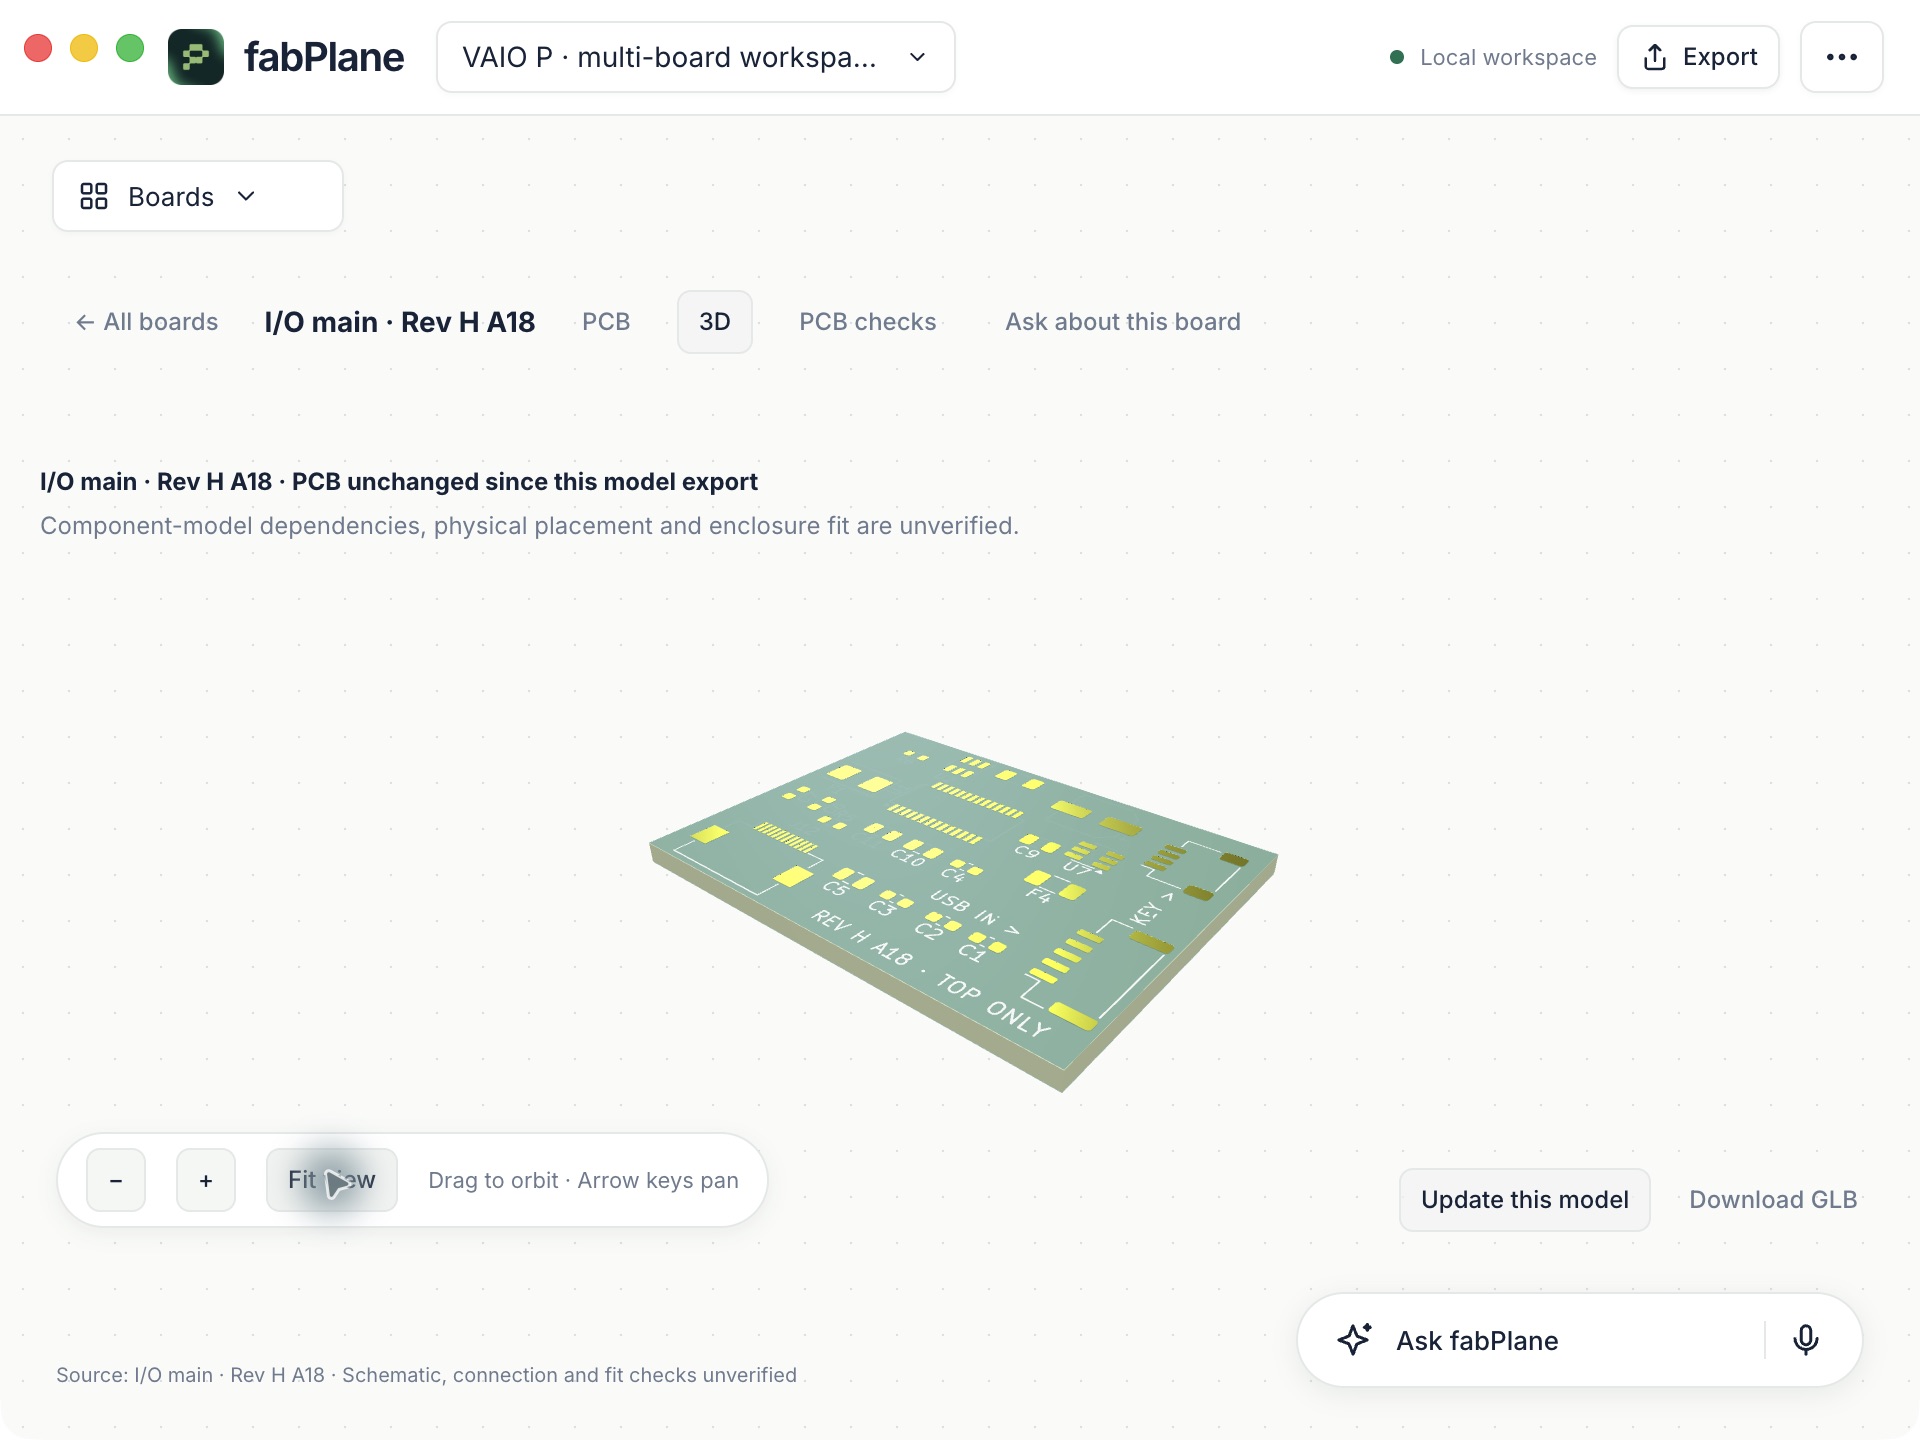 fabPlane
VAIO P · multi-board workspa...
Local workspace
Export
Boards
← All boards
I/O main · Rev H A18
PCB
3D
PCB checks
Ask about this board
I/O main · Rev H A18 · PCB unchanged since this model export
Component-model dependencies, physical placement and enclosure fit are unverified.
C10
C4
C9
U7
F4
C5
C3
C2
C1
USB IN >
KEY >
REV H A18 · TOP ONLY
−
+
Fit view
Drag to orbit · Arrow keys pan
Update this model
Download GLB
Ask fabPlane
Source: I/O main · Rev H A18 · Schematic, connection and fit checks unverified